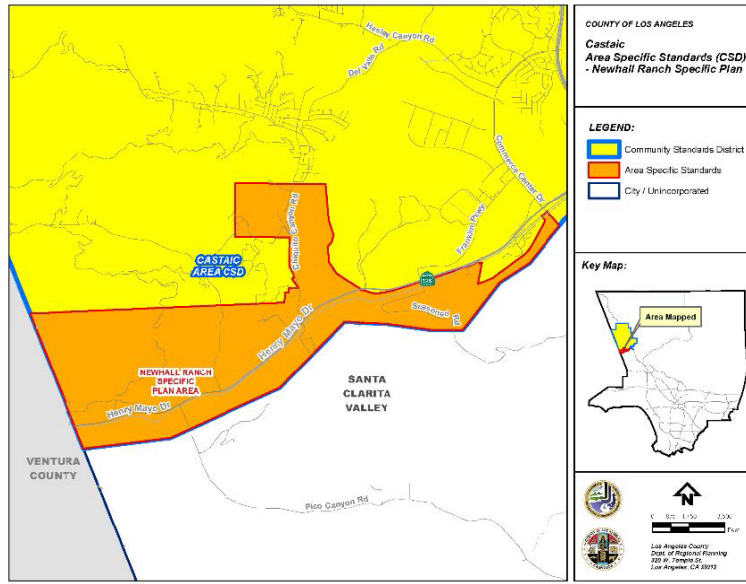 Hasley Canyon Rd
Del Valle Rd
Commerce Center Dr
Chiquito Canyon Rd
Franklin Pkwy
CASTAIC
AREA CSD
126
Henry Mayo Dr
Seasons Rd
NEWHALL RANCH
SPECIFIC
PLAN AREA
Henry Mayo Dr
SANTA
CLARITA
VALLEY
VENTURA
COUNTY
Pico Canyon Rd
COUNTY OF LOS ANGELES
Castaic
Area Specific Standards (CSD)
- Newhall Ranch Specific Plan
LEGEND:
Community Standards District
Area Specific Standards
City / Unincorporated
Key Map:
Area Mapped
N
0
Feet
Los Angeles County
Dept. of Regional Planning
320 W. Temple St.
Los Angeles, CA 90012